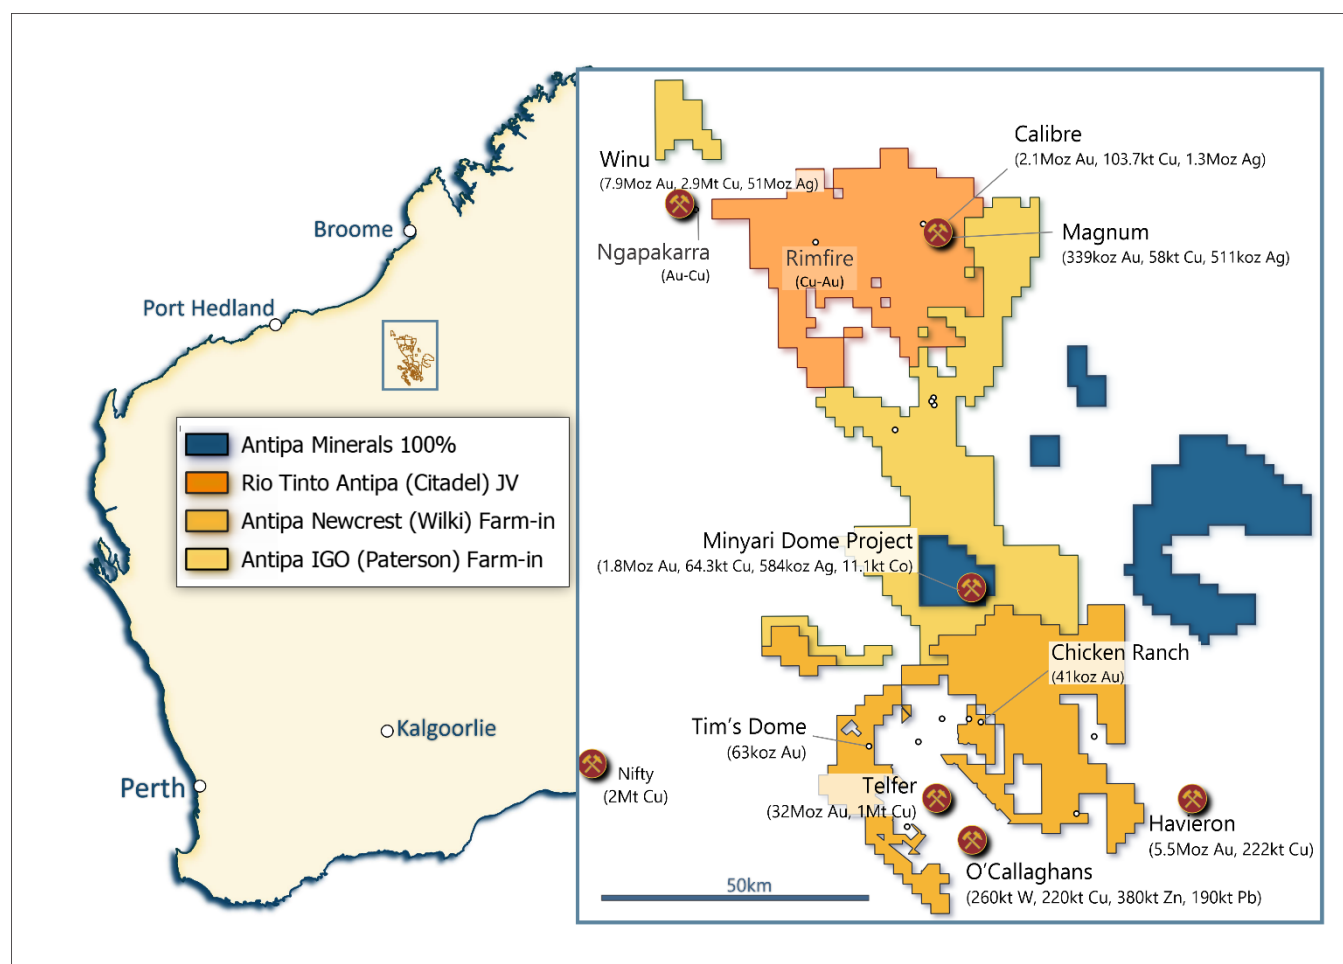 Broome
Port Hedland
Kalgoorlie
Perth
Antipa Minerals 100%
Rio Tinto Antipa (Citadel) JV
Antipa Newcrest (Wilki) Farm-in
Antipa IGO (Paterson) Farm-in
Winu
(7.9Moz Au, 2.9Mt Cu, 51Moz Ag)
Ngapakarra
(Au-Cu)
Rimfire
(Cu-Au)
Calibre
(2.1Moz Au, 103.7kt Cu, 1.3Moz Ag)
Magnum
(339koz Au, 58kt Cu, 511koz Ag)
Minyari Dome Project
(1.8Moz Au, 64.3kt Cu, 584koz Ag, 11.1kt Co)
Chicken Ranch
(41koz Au)
Tim's Dome
(63koz Au)
Nifty
(2Mt Cu)
Telfer
(32Moz Au, 1Mt Cu)
Havieron
(5.5Moz Au, 222kt Cu)
O'Callaghans
(260kt W, 220kt Cu, 380kt Zn, 190kt Pb)
50km